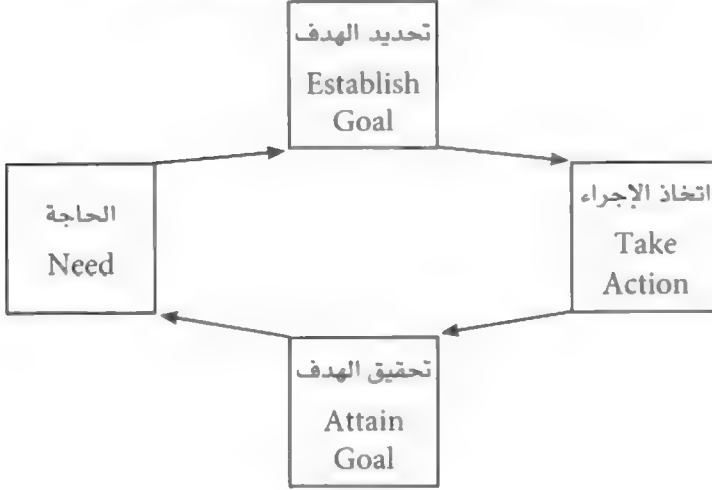 تحديد الهدف
Establish
Goal
الحاجة
Need
اتخاذ الإجراء
Take
Action
تحقيق الهدف
Attain
Goal